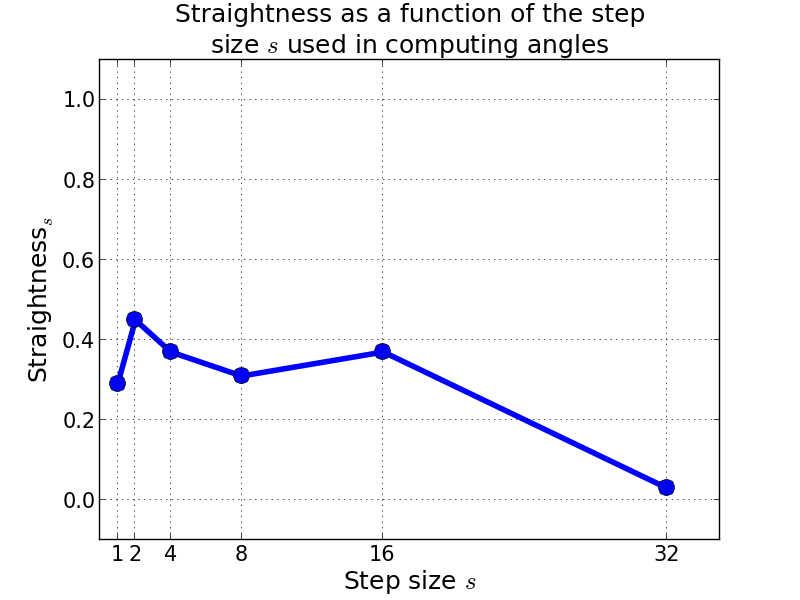 Straightness as a function of the step
size s used in computing angles
1.0
0.8
0.6
0.4
0.2
0.0
Straightness_s
1 2 4 8 16 32
Step size s